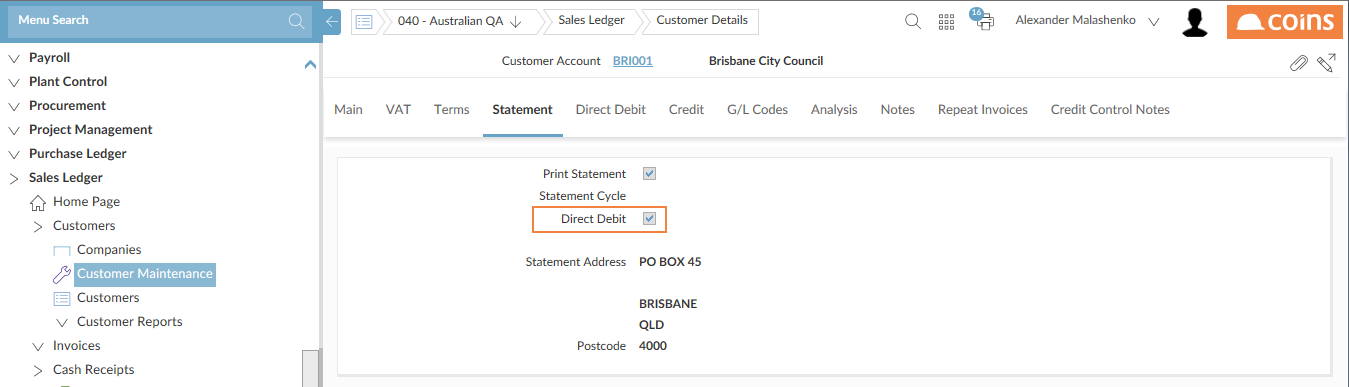 Menu Search
040 - Australian QA
Sales Ledger
Customer Details
16
Alexander Malashenko
coins
Payroll
Plant Control
Procurement
Project Management
Purchase Ledger
Sales Ledger
Home Page
Customers
Companies
Customer Maintenance
Customers
Customer Reports
Invoices
Cash Receipts
Customer Account BRI001 Brisbane City Council
Main VAT Terms Statement Direct Debit Credit G/L Codes Analysis Notes Repeat Invoices Credit Control Notes
Print Statement
Statement Cycle
Direct Debit
Statement Address PO BOX 45
BRISBANE
QLD
Postcode 4000